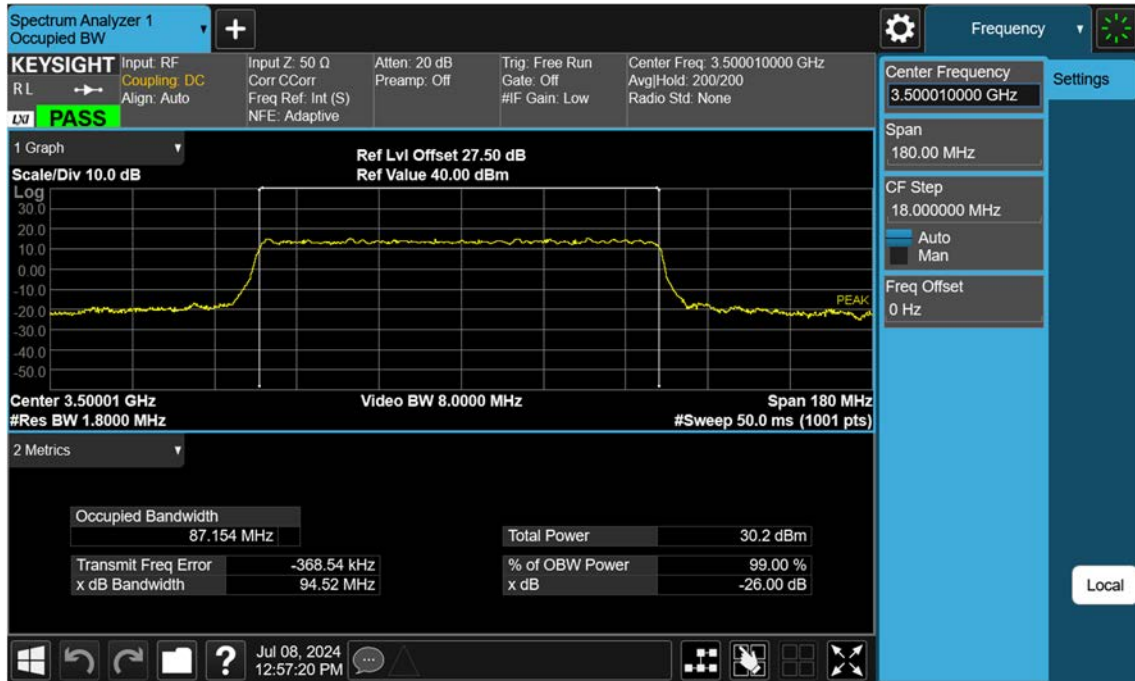 Spectrum Analyzer 1
Occupied BW
Frequency
KEYSIGHT
RL
LXI
PASS
Input: RF
Coupling: DC
Align: Auto
Input Z: 50 Ω
Corr CCorr
Freq Ref: Int (S)
NFE: Adaptive
Atten: 20 dB
Preamp: Off
Trig: Free Run
Gate: Off
#IF Gain: Low
Center Freq: 3.500010000 GHz
Avg|Hold: 200/200
Radio Std: None
Center Frequency
3.500010000 GHz
Settings
Span
180.00 MHz
CF Step
18.000000 MHz
Auto
Man
Freq Offset
0 Hz
Local
1 Graph
Scale/Div 10.0 dB
Ref Lvl Offset 27.50 dB
Ref Value 40.00 dBm
Log
30.0
20.0
10.0
0.00
-10.0
-20.0
-30.0
-40.0
-50.0
PEAK
Center 3.50001 GHz
#Res BW 1.8000 MHz
Video BW 8.0000 MHz
Span 180 MHz
#Sweep 50.0 ms (1001 pts)
2 Metrics
Occupied Bandwidth
87.154 MHz
Total Power 30.2 dBm
Transmit Freq Error -368.54 kHz
% of OBW Power 99.00 %
x dB Bandwidth 94.52 MHz
x dB -26.00 dB
?
Jul 08, 2024
12:57:20 PM